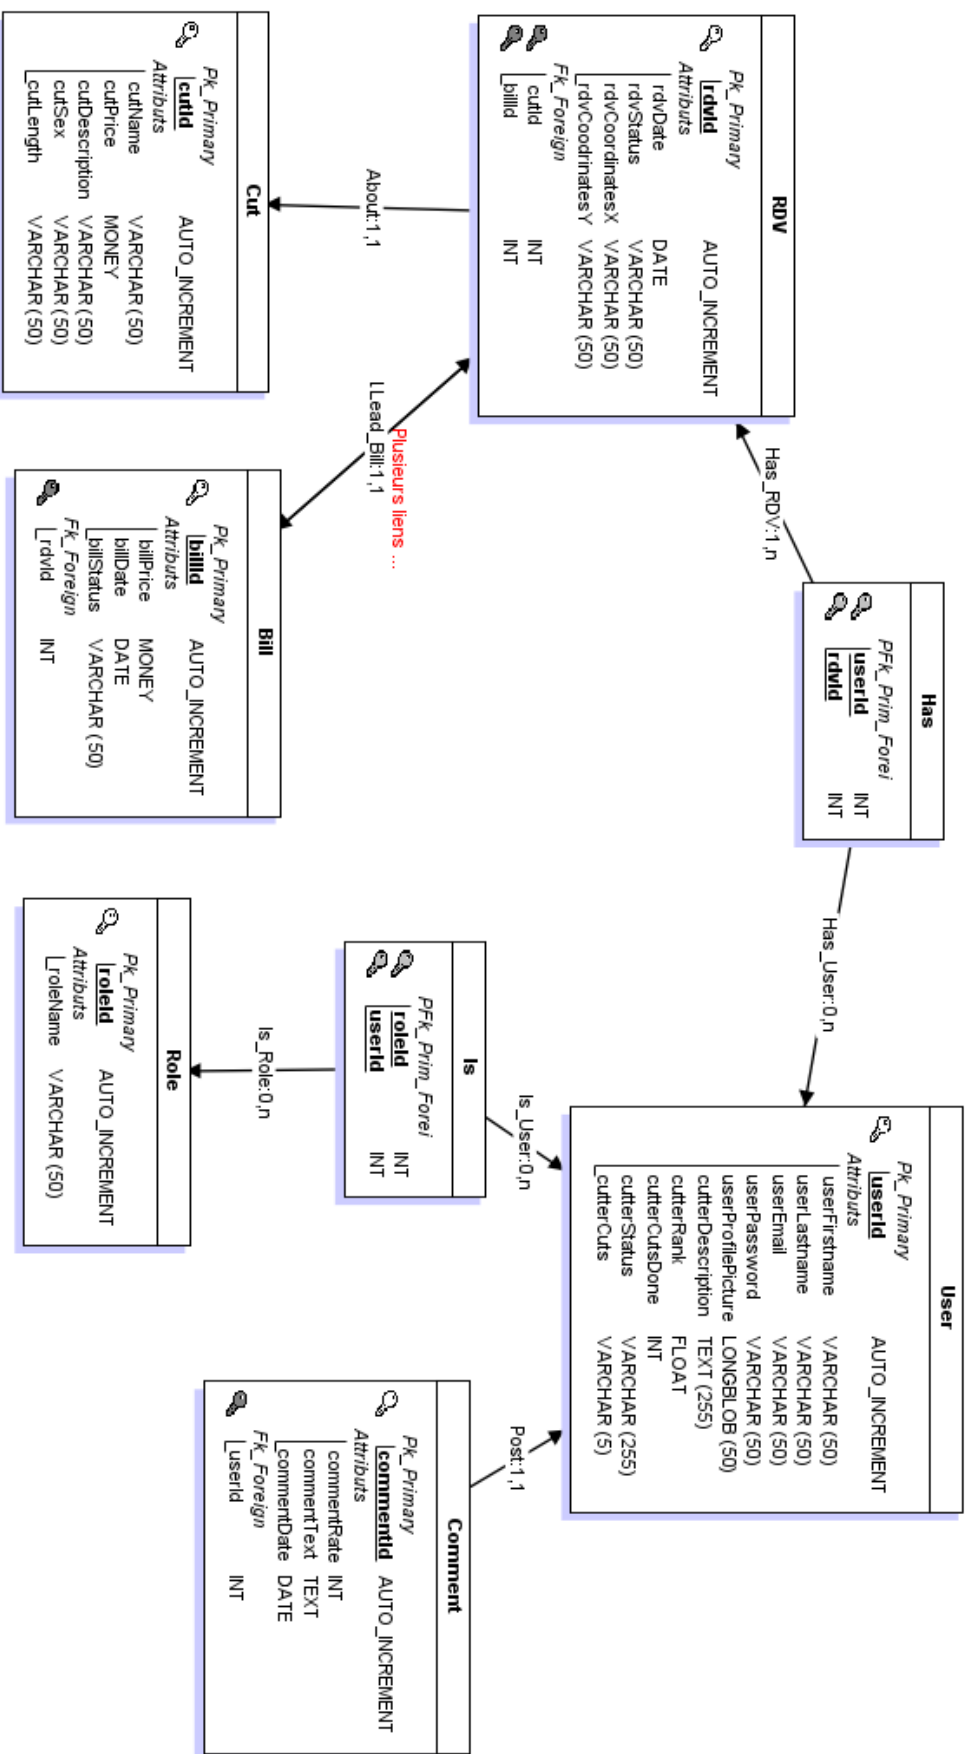 RDV
Pk_Primary
rdvId AUTO_INCREMENT
Attributs
rdvDate DATE
rdvStatus VARCHAR (50)
rdvCoordinatesX VARCHAR (50)
rdvCoodrinatesY VARCHAR (50)
Fk_Foreign
cutId INT
billId INT
Has_RDV:1,n
Has
PFk_Prim_Forei
userId INT
rdvId INT
Has_User:0,n
User
Pk_Primary
userId AUTO_INCREMENT
Attributs
userFirstname VARCHAR (50)
userLastname VARCHAR (50)
userEmail VARCHAR (50)
userPassword VARCHAR (50)
userProfilePicture LONGBLOB (50)
cutterDescription TEXT (255)
cutterRank FLOAT
cutterCutsDone INT
cutterStatus VARCHAR (255)
cutterCuts VARCHAR (5)
About:1,1
Plusieurs liens ...
LLead_Bill:1,1
Is_User:0,n
Is
PFk_Prim_Forei
roleId INT
userId INT
Is_Role:0,n
Post:1,1
Cut
Pk_Primary
cutId AUTO_INCREMENT
Attributs
cutName VARCHAR (50)
cutPrice MONEY
cutDescription VARCHAR (50)
cutSex VARCHAR (50)
cutLength VARCHAR (50)
Bill
Pk_Primary
billId AUTO_INCREMENT
Attributs
billPrice MONEY
billDate DATE
billStatus VARCHAR (50)
Fk_Foreign
rdvId INT
Role
Pk_Primary
roleId AUTO_INCREMENT
Attributs
roleName VARCHAR (50)
Comment
Pk_Primary
commentId AUTO_INCREMENT
Attributs
commentRate INT
commentText TEXT
commentDate DATE
Fk_Foreign
userId INT